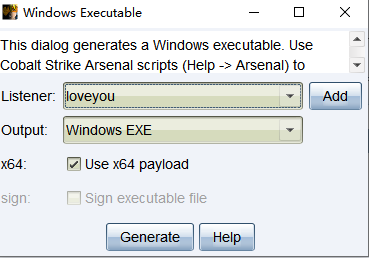 Windows Executable
This dialog generates a Windows executable. Use
Cobalt Strike Arsenal scripts (Help -> Arsenal) to
Listener: loveyou Add
Output: Windows EXE
x64: Use x64 payload
sign: Sign executable file
Generate Help